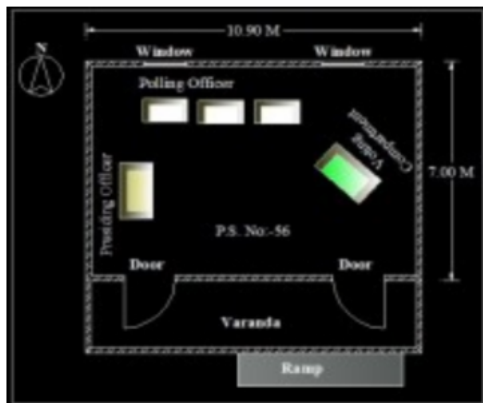 10.90 M
N
Window
Window
Polling Officer
Voting
Compartment
7.00 M
Presiding Officer
P.S. No:-56
Door
Door
Varanda
Ramp